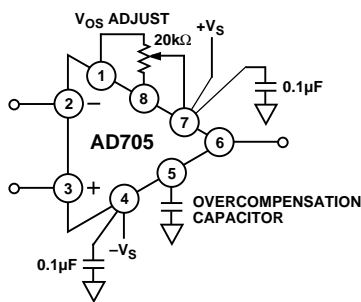 V_OS ADJUST
20kΩ
+V_S
0.1µF
1
8
7
2
−
AD705
6
3
+
5
4
OVERCOMPENSATION
CAPACITOR
−V_S
0.1µF